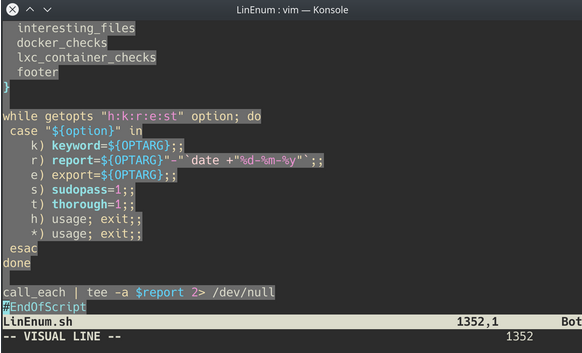 LinEnum : vim — Konsole
interesting_files
docker_checks
lxc_container_checks
footer
}
while getopts "h:k:r:e:st" option; do
case "${option}" in
k) keyword=${OPTARG};;
r) report=${OPTARG}"-"`date +"%d-%m-%y"`;;
e) export=${OPTARG};;
s) sudopass=1;;
t) thorough=1;;
h) usage; exit;;
*) usage; exit;;
esac
done
call_each | tee -a $report 2> /dev/null
#EndOfScript
LinEnum.sh 1352,1 Bot
-- VISUAL LINE -- 1352